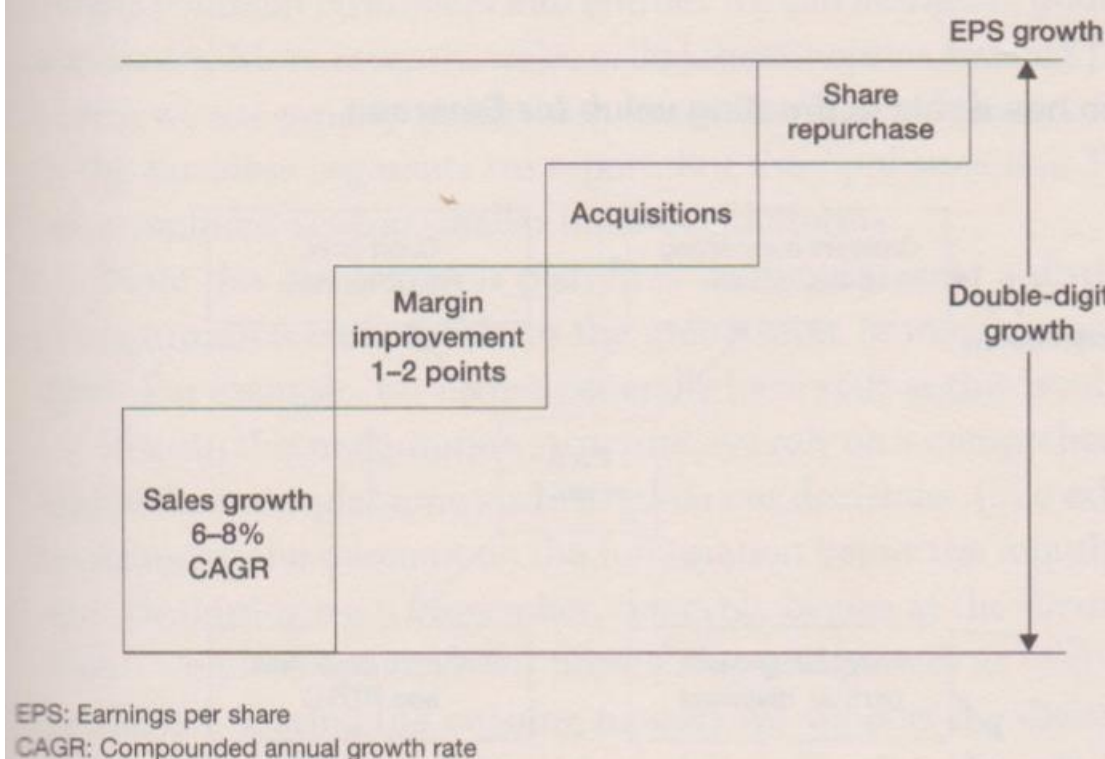 EPS growth
Share
repurchase
Acquisitions
Double-digit
growth
Margin
improvement
1–2 points
Sales growth
6–8%
CAGR
EPS: Earnings per share
CAGR: Compounded annual growth rate